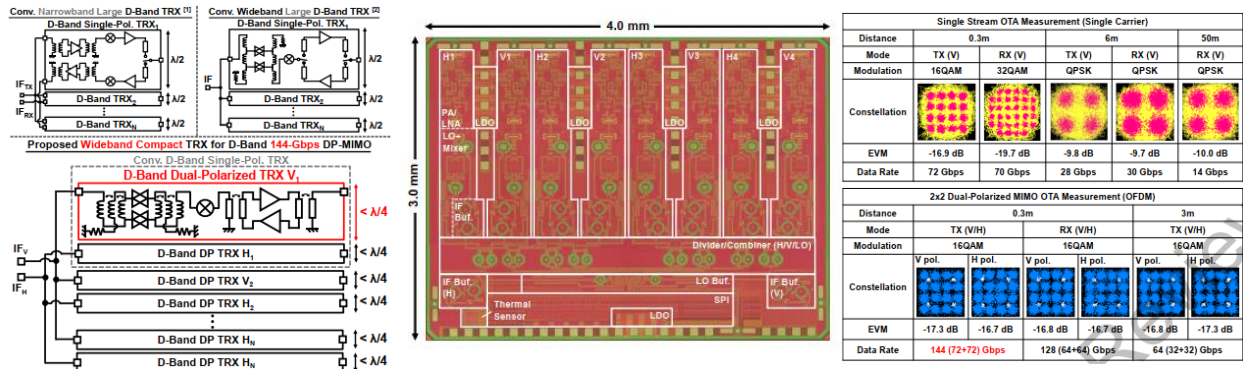 Conv. Narrowband Large D-Band TRX [1]
D-Band Single-Pol. TRX1
λ/2
IFTX
IFRX
D-Band TRX2
λ/2
D-Band TRXN
λ/2
Conv. Wideband Large D-Band TRX [2]
D-Band Single-Pol. TRX1
λ/2
IF
D-Band TRX2
λ/2
D-Band TRXN
λ/2
Proposed Wideband Compact TRX for D-Band 144-Gbps DP-MIMO
Conv. D-Band Single-Pol. TRX
D-Band Dual-Polarized TRX V1
< λ/4
IFV
IFH
D-Band DP TRX H1
< λ/4
D-Band DP TRX V2
< λ/4
D-Band DP TRX H2
< λ/4
D-Band DP TRX HN
< λ/4
D-Band DP TRX HN
< λ/4
4.0 mm
3.0 mm
H1 V1 H2 V2 H3 V3 H4 V4
PA/
LNA
LDO LDO LDO LDO
LO+
Mixer
IF
Buf.
Divider/Combiner (H/V/LO)
IF Buf.
(H)
LO Buf.
IF Buf.
(V)
SPI
Thermal
Sensor
LDO
Single Stream OTA Measurement (Single Carrier)
Distance 0.3m 6m 50m
Mode TX (V) RX (V) TX (V) RX (V) RX (V)
Modulation 16QAM 32QAM QPSK QPSK QPSK
Constellation
EVM -16.9 dB -19.7 dB -9.8 dB -9.7 dB -10.0 dB
Data Rate 72 Gbps 70 Gbps 28 Gbps 30 Gbps 14 Gbps
2x2 Dual-Polarized MIMO OTA Measurement (OFDM)
Distance 0.3m 3m
Mode TX (V/H) RX (V/H) TX (V/H)
Modulation 16QAM 16QAM 16QAM
V pol. H pol. V pol. H pol. V pol. H pol.
Constellation
EVM -17.3 dB -16.7 dB -16.8 dB -16.7 dB -16.8 dB -17.3 dB
Data Rate 144 (72+72) Gbps 128 (64+64) Gbps 64 (32+32) Gbps
Review